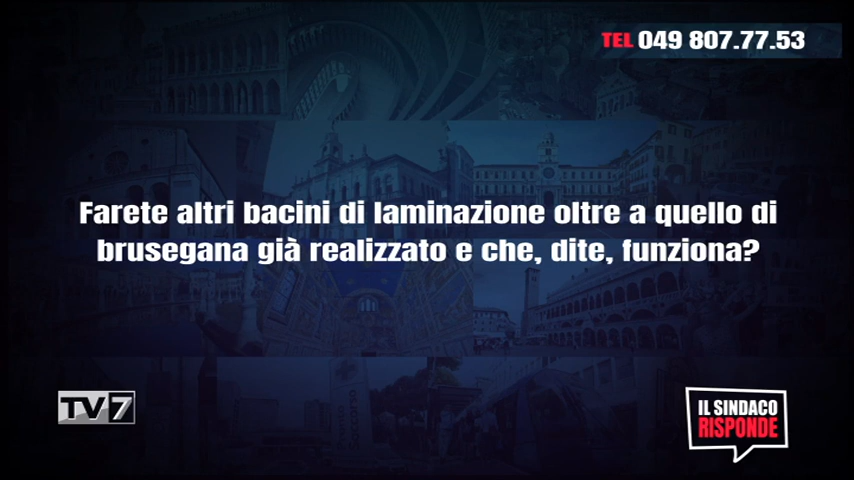 TEL 049 807.77.53
Farete altri bacini di laminazione oltre a quello di
brusegana già realizzato e che, dite, funziona?
TV7
IL SINDACO
RISPONDE